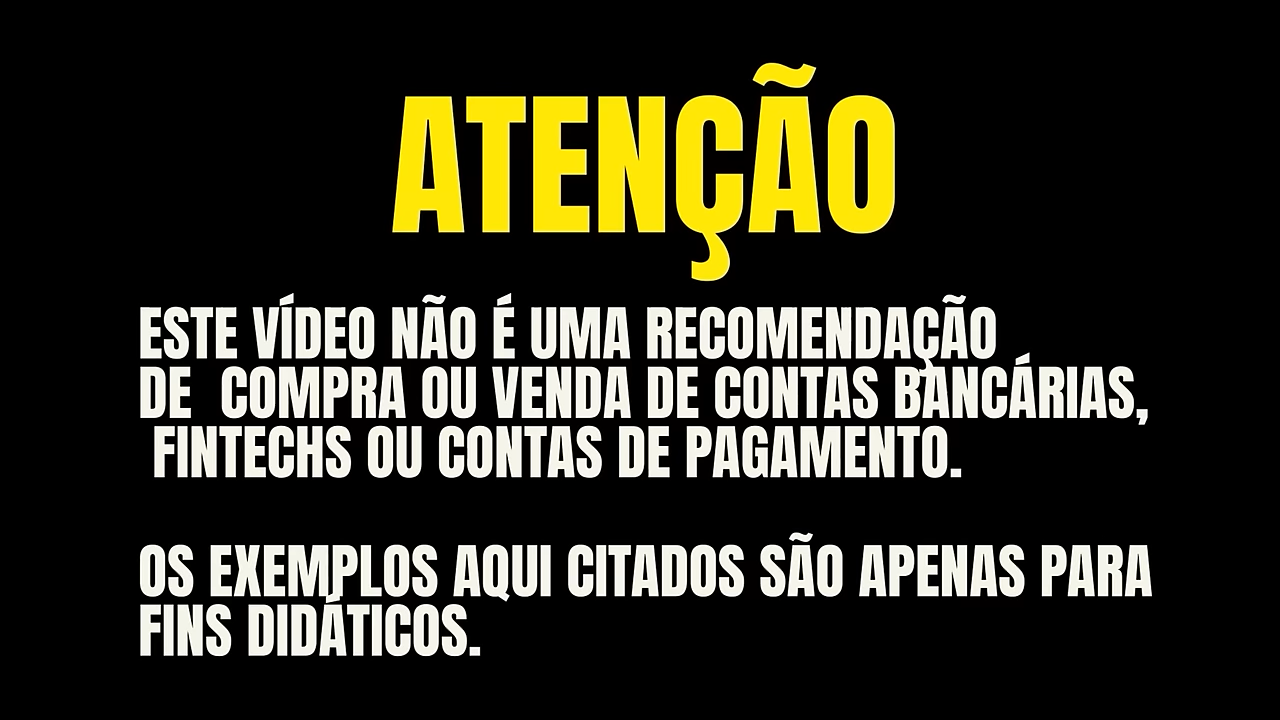 ATENÇÃO
ESTE VÍDEO NÃO É UMA RECOMENDAÇÃO
DE COMPRA OU VENDA DE CONTAS BANCÁRIAS,
FINTECHS OU CONTAS DE PAGAMENTO.
OS EXEMPLOS AQUI CITADOS SÃO APENAS PARA
FINS DIDÁTICOS.